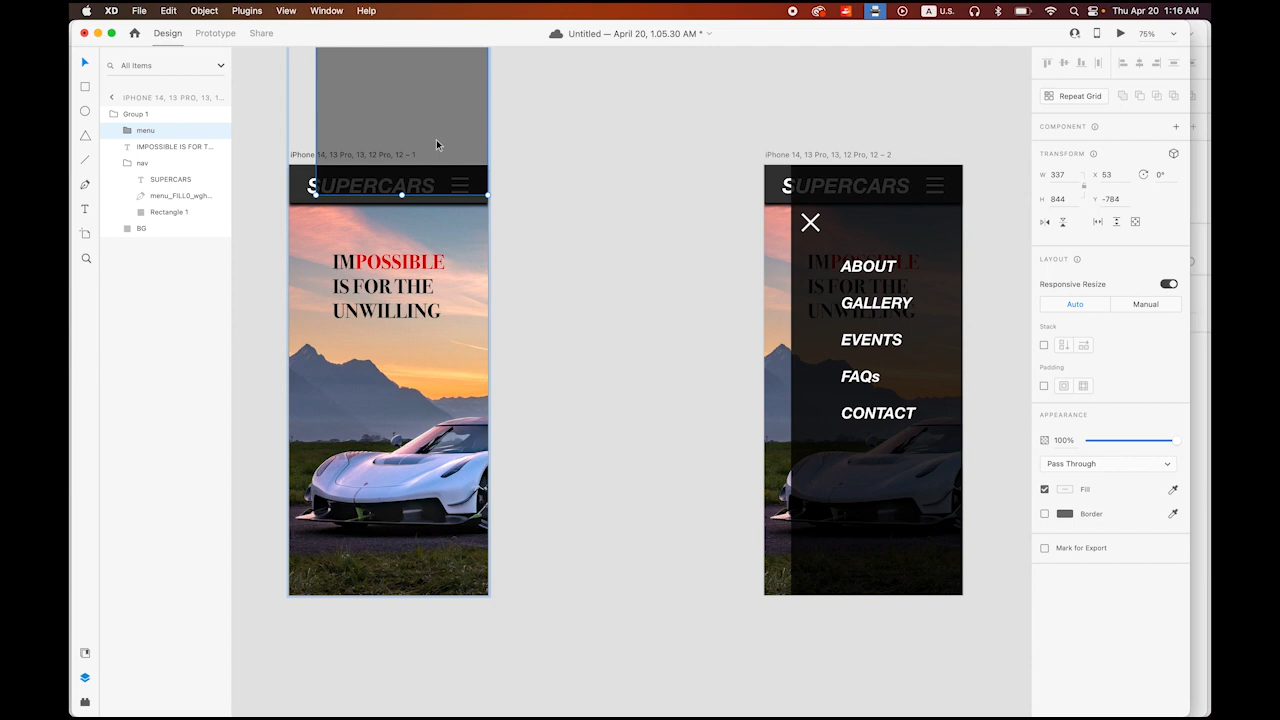 XD File Edit Object Plugins View Window Help
A U.S. Thu Apr 20 1:16 AM
Design Prototype Share
Untitled — April 20, 1.05.30 AM *
75%
All Items
IPHONE 14, 13 PRO, 13, 1...
Group 1
menu
IMPOSSIBLE IS FOR T...
nav
SUPERCARS
menu_FILL0_wgh...
Rectangle 1
BG
iPhone 14, 13 Pro, 13, 12 Pro, 12 – 1
SUPERCARS
IMPOSSIBLE
IS FOR THE
UNWILLING
iPhone 14, 13 Pro, 13, 12 Pro, 12 – 2
SUPERCARS
IMPOSSIBLE
IS FOR THE
UNWILLING
ABOUT
GALLERY
EVENTS
FAQs
CONTACT
Repeat Grid
COMPONENT
TRANSFORM
W 337 X 53 0°
H 844 Y -784
LAYOUT
Responsive Resize
Auto Manual
Stack
Padding
APPEARANCE
100%
Pass Through
Fill
Border
Mark for Export